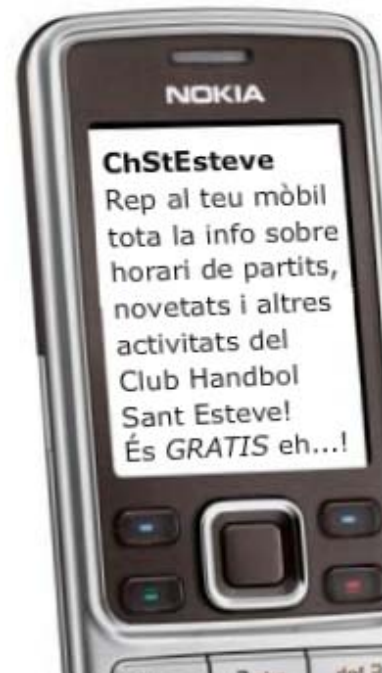 NOKIA
ChStEsteve
Rep al teu mòbil
tota la info sobre
horari de partits,
novetats i altres
activitats del
Club Handbol
Sant Esteve!
És GRATIS eh...!